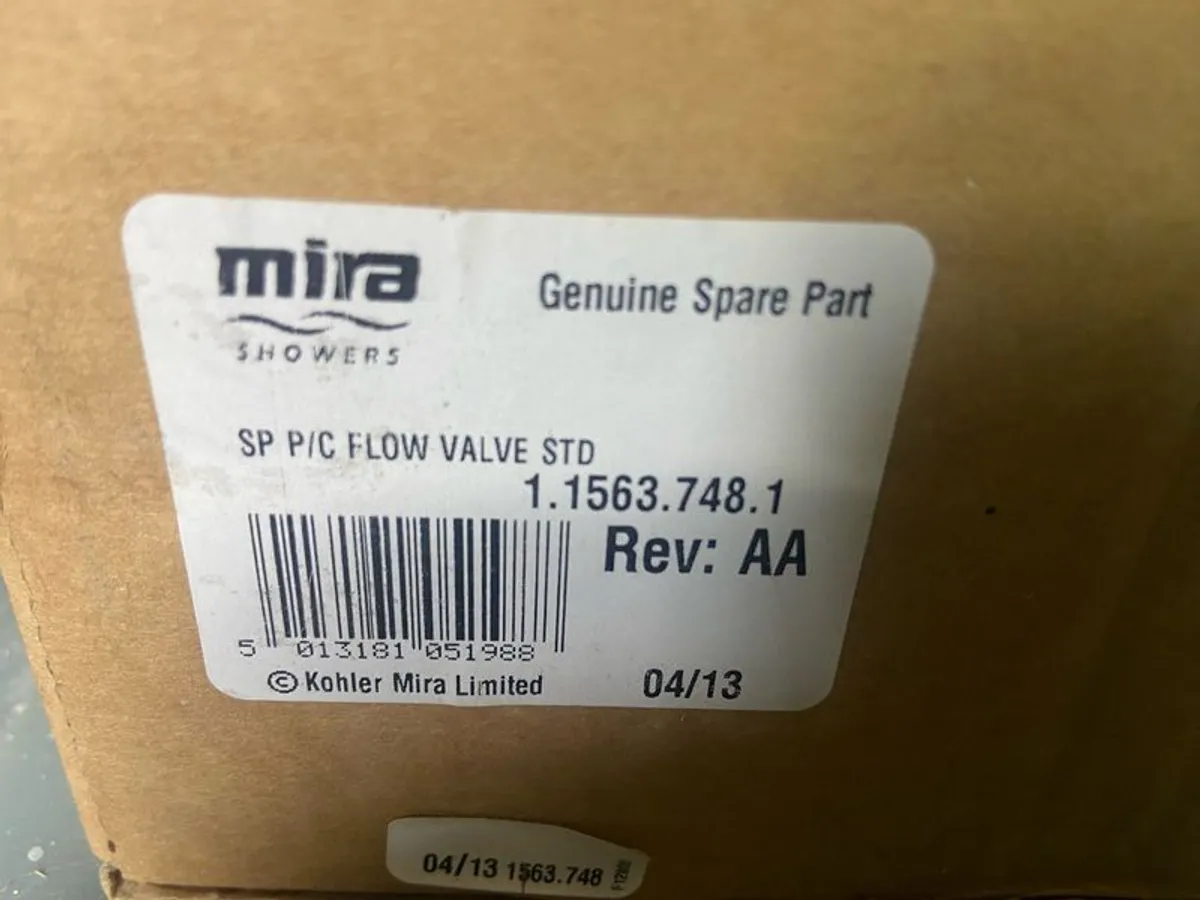 mira
SHOWERS
Genuine Spare Part
SP P/C FLOW VALVE STD
1.1563.748.1
Rev: AA
5 013181 051988
© Kohler Mira Limited
04/13
04/13 1563.748